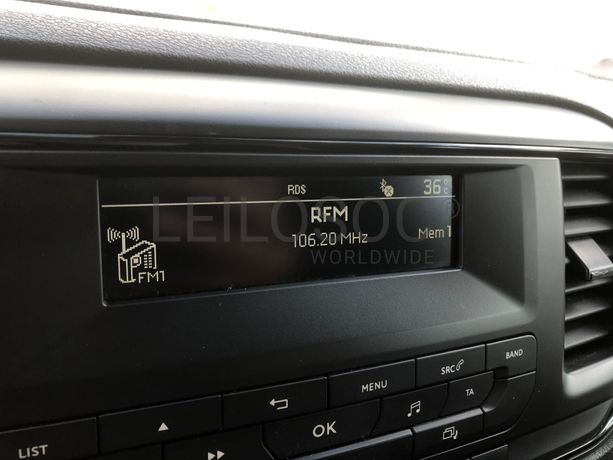 RDS 36°C
RFM
106.20 MHz Mem 1
FM1
LEILOSOC®
WORLDWIDE
BAND
SRC
MENU
TA
OK
LIST